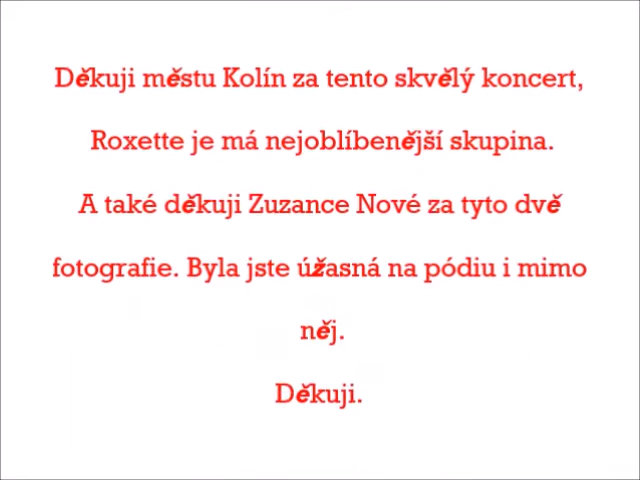 Děkuji městu Kolín za tento skvělý koncert,
Roxette je má nejoblíbenější skupina.
A také děkuji Zuzance Nové za tyto dvě
fotografie. Byla jste úžasná na pódiu i mimo
něj.
Děkuji.